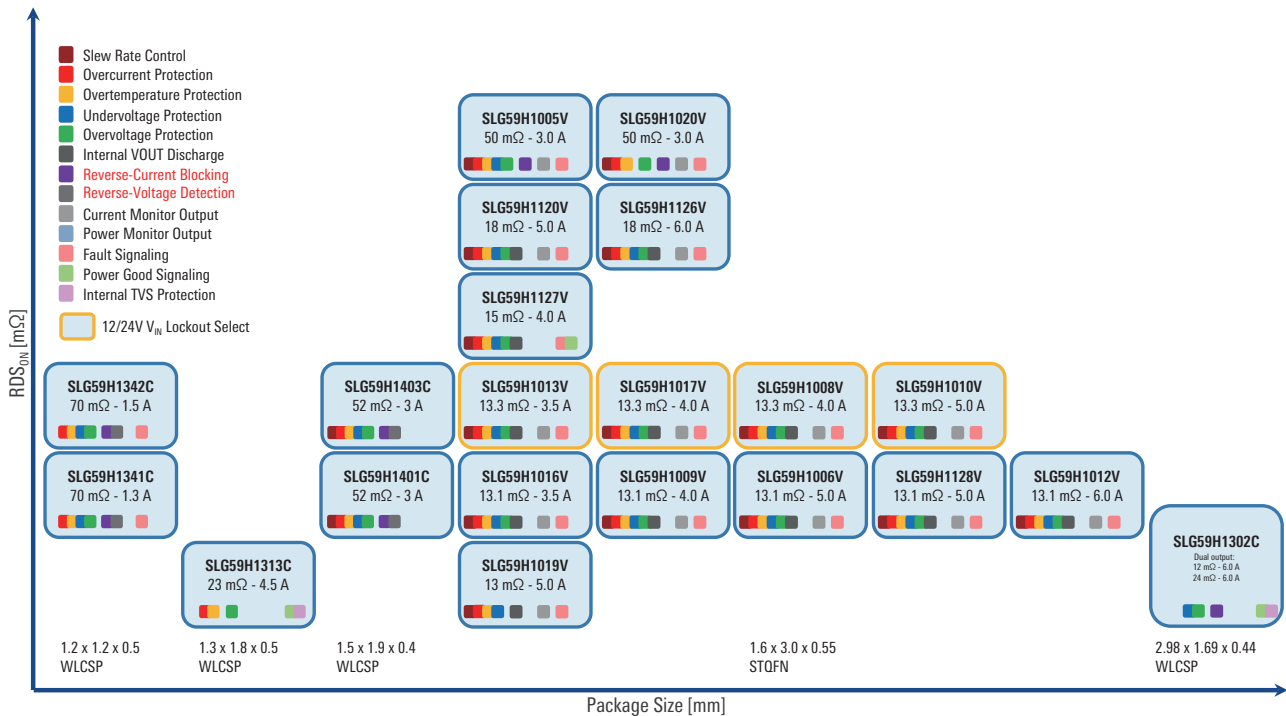 Slew Rate Control
Overcurrent Protection
Overtemperature Protection
Undervoltage Protection
Overvoltage Protection
Internal VOUT Discharge
Reverse-Current Blocking
Reverse-Voltage Detection
Current Monitor Output
Power Monitor Output
Fault Signaling
Power Good Signaling
Internal TVS Protection
12/24V VIN Lockout Select
RDSON [mΩ]
SLG59H1005V
50 mΩ - 3.0 A
SLG59H1020V
50 mΩ - 3.0 A
SLG59H1120V
18 mΩ - 5.0 A
SLG59H1126V
18 mΩ - 6.0 A
SLG59H1127V
15 mΩ - 4.0 A
SLG59H1342C
70 mΩ - 1.5 A
SLG59H1403C
52 mΩ - 3 A
SLG59H1013V
13.3 mΩ - 3.5 A
SLG59H1017V
13.3 mΩ - 4.0 A
SLG59H1008V
13.3 mΩ - 4.0 A
SLG59H1010V
13.3 mΩ - 5.0 A
SLG59H1341C
70 mΩ - 1.3 A
SLG59H1401C
52 mΩ - 3 A
SLG59H1016V
13.1 mΩ - 3.5 A
SLG59H1009V
13.1 mΩ - 4.0 A
SLG59H1006V
13.1 mΩ - 5.0 A
SLG59H1128V
13.1 mΩ - 5.0 A
SLG59H1012V
13.1 mΩ - 6.0 A
SLG59H1302C
Dual output:
12 mΩ - 6.0 A
24 mΩ - 6.0 A
SLG59H1313C
23 mΩ - 4.5 A
SLG59H1019V
13 mΩ - 5.0 A
1.2 x 1.2 x 0.5
WLCSP
1.3 x 1.8 x 0.5
WLCSP
1.5 x 1.9 x 0.4
WLCSP
1.6 x 3.0 x 0.55
STQFN
2.98 x 1.69 x 0.44
WLCSP
Package Size [mm]